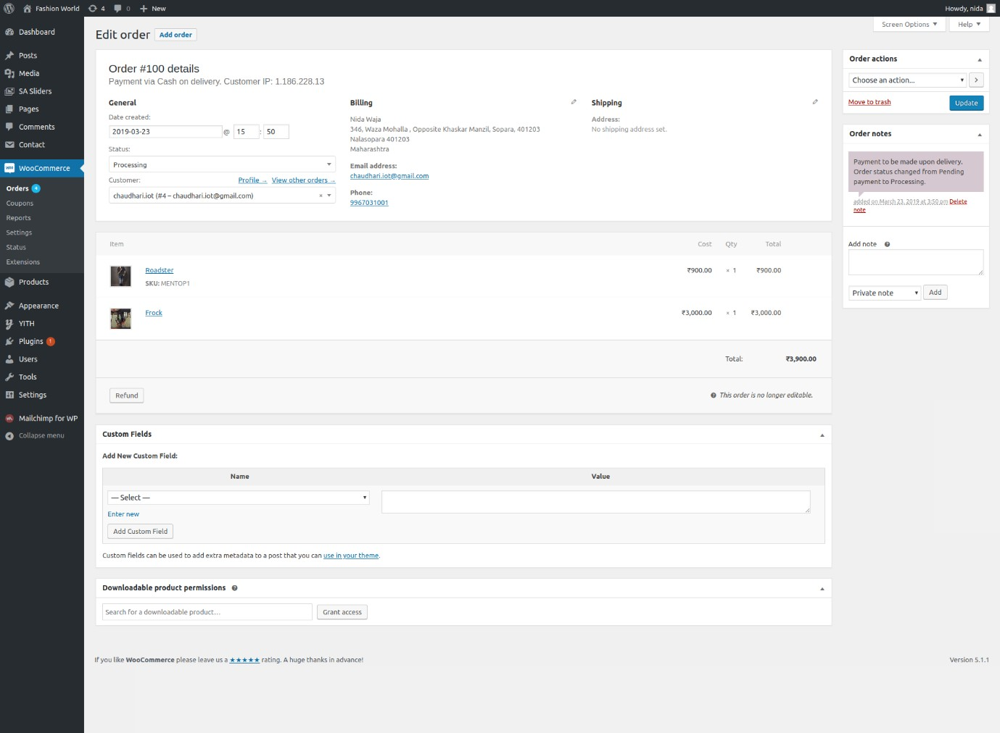 Fashion World 4 0 + New Howdy, nida
Dashboard
Posts
Media
SA Sliders
Pages
Comments
Contact
WooCommerce
Orders 4
Coupons
Reports
Settings
Status
Extensions
Products
Appearance
YITH
Plugins 1
Users
Tools
Settings
Mailchimp for WP
Collapse menu
Screen Options ▼ Help ▼
Edit order Add order
Order #100 details
Payment via Cash on delivery. Customer IP: 1.186.228.13
General
Date created:
2019-03-23 @ 15 : 50
Status:
Processing
Customer: Profile → View other orders →
chaudhari.iot (#4 – chaudhari.iot@gmail.com) ×
Billing
Nida Waja
346, Waza Mohalla , Opposite Khaskar Manzil, Sopara, 401203
Nalasopara 401203
Maharashtra
Email address:
chaudhari.iot@gmail.com
Phone:
9967031001
Shipping
Address:
No shipping address set.
Item Cost Qty Total
Roadster ₹900.00 × 1 ₹900.00
SKU: MENTOP1
Frock ₹3,000.00 × 1 ₹3,000.00
Total: ₹3,900.00
Refund This order is no longer editable.
Custom Fields
Add New Custom Field:
Name Value
— Select —
Enter new
Add Custom Field
Custom fields can be used to add extra metadata to a post that you can use in your theme.
Downloadable product permissions
Search for a downloadable product… Grant access
Order actions
Choose an action...
Move to trash Update
Order notes
Payment to be made upon delivery.
Order status changed from Pending
payment to Processing.
added on March 23, 2019 at 3:50 pm Delete
note
Add note
Private note Add
If you like WooCommerce please leave us a ★★★★★ rating. A huge thanks in advance! Version 5.1.1